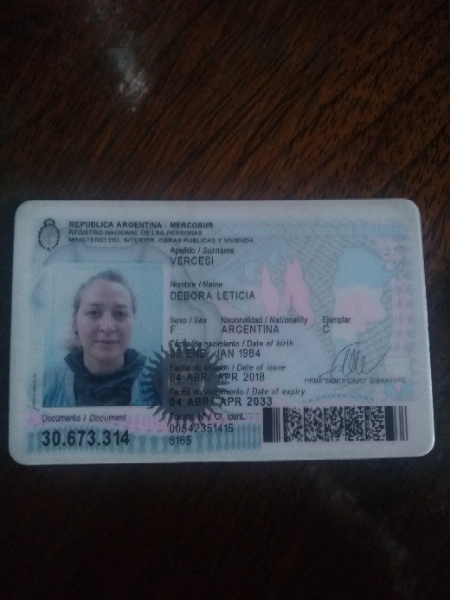 REPUBLICA ARGENTINA - MERCOSUR
REGISTRO NACIONAL DE LAS PERSONAS
MINISTERIO DEL INTERIOR, OBRAS PUBLICAS Y VIVIENDA
Apellido / Surname
VERCESI
Nombre / Name
DEBORA LETICIA
Sexo / Sex Nacionalidad / Nationality Ejemplar
F ARGENTINA C
Fecha de nacimiento / Date of birth
03 ENE/ JAN 1984
Fecha de emisión / Date of issue
04 ABR/ APR 2018
Fecha de vencimiento / Date of expiry
04 ABR/ APR 2033
FIRMA IDENTIFICADO / SIGNATURE
Documento / Document
Of. ident.
30.673.314
00542351415
8165